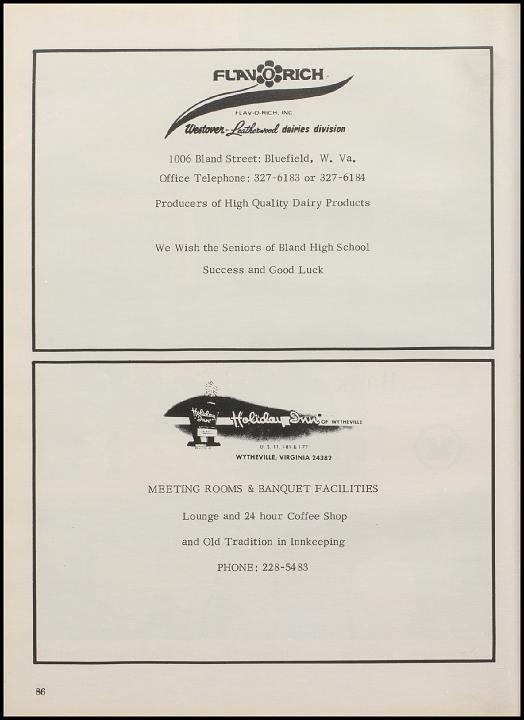 FLAV-O-RICH
FLAV-O-RICH, INC.
Westover-Leatherwood dairies division
1006 Bland Street: Bluefield, W. Va.
Office Telephone: 327-6183 or 327-6184
Producers of High Quality Dairy Products
We Wish the Seniors of Bland High School
Success and Good Luck
Holiday Inn
Holiday Inn OF WYTHEVILLE
U.S. 11, I-81 & I-77
WYTHEVILLE, VIRGINIA 24382
MEETING ROOMS & BANQUET FACILITIES
Lounge and 24 hour Coffee Shop
and Old Tradition in Innkeeping
PHONE: 228-5483
86